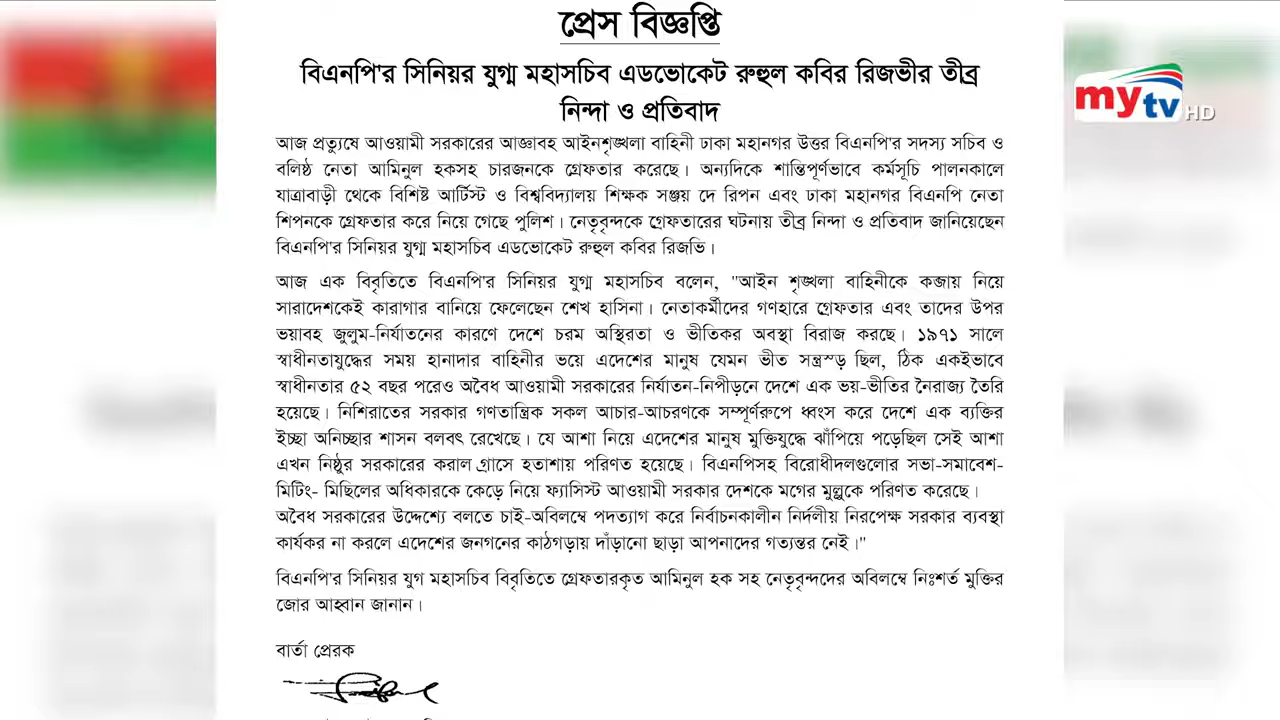 প্রেস বিজ্ঞপ্তি
বিএনপি'র সিনিয়র যুগ্ম মহাসচিব এডভোকেট রুহুল কবির রিজভীর তীব্র
নিন্দা ও প্রতিবাদ
আজ প্রত্যুষে আওয়ামী সরকারের আজ্ঞাবহ আইনশৃঙ্খলা বাহিনী ঢাকা মহানগর উত্তর বিএনপি'র সদস্য সচিব ও
বলিষ্ঠ নেতা আমিনুল হকসহ চারজনকে গ্রেফতার করেছে। অন্যদিকে শান্তিপূর্ণভাবে কর্মসূচি পালনকালে
যাত্রাবাড়ী থেকে বিশিষ্ট আর্টিস্ট ও বিশ্ববিদ্যালয় শিক্ষক সঞ্জয় দে রিপন এবং ঢাকা মহানগর বিএনপি নেতা
শিপনকে গ্রেফতার করে নিয়ে গেছে পুলিশ। নেতৃবৃন্দকে গ্রেফতারের ঘটনায় তীব্র নিন্দা ও প্রতিবাদ জানিয়েছেন
বিএনপি'র সিনিয়র যুগ্ম মহাসচিব এডভোকেট রুহুল কবির রিজভি।
আজ এক বিবৃতিতে বিএনপি'র সিনিয়র যুগ্ম মহাসচিব বলেন, "আইন শৃঙ্খলা বাহিনীকে কব্জায় নিয়ে
সারাদেশকেই কারাগার বানিয়ে ফেলেছেন শেখ হাসিনা। নেতাকর্মীদের গণহারে গ্রেফতার এবং তাদের উপর
ভয়াবহ জুলুম-নির্যাতনের কারণে দেশে চরম অস্থিরতা ও ভীতিকর অবস্থা বিরাজ করছে। ১৯৭১ সালে
স্বাধীনতাযুদ্ধের সময় হানাদার বাহিনীর ভয়ে এদেশের মানুষ যেমন ভীত সন্ত্রস্ড় ছিল, ঠিক একইভাবে
স্বাধীনতার ৫২ বছর পরেও অবৈধ আওয়ামী সরকারের নির্যাতন-নিপীড়নে দেশে এক ভয়-ভীতির নৈরাজ্য তৈরি
হয়েছে। নিশিরাতের সরকার গণতান্ত্রিক সকল আচার-আচরণকে সম্পূর্ণরুপে ধ্বংস করে দেশে এক ব্যক্তির
ইচ্ছা অনিচ্ছার শাসন বলবৎ রেখেছে। যে আশা নিয়ে এদেশের মানুষ মুক্তিযুদ্ধে ঝাঁপিয়ে পড়েছিল সেই আশা
এখন নিষ্ঠুর সরকারের করাল গ্রাসে হতাশায় পরিণত হয়েছে। বিএনপিসহ বিরোধীদলগুলোর সভা-সমাবেশ-
মিটিং- মিছিলের অধিকারকে কেড়ে নিয়ে ফ্যাসিস্ট আওয়ামী সরকার দেশকে মগের মুল্লুকে পরিণত করেছে।
অবৈধ সরকারের উদ্দেশ্যে বলতে চাই-অবিলম্বে পদত্যাগ করে নির্বাচনকালীন নির্দলীয় নিরপেক্ষ সরকার ব্যবস্থা
কার্যকর না করলে এদেশের জনগনের কাঠগড়ায় দাঁড়ানো ছাড়া আপনাদের গত্যন্তর নেই।"
বিএনপি'র সিনিয়র যুগ মহাসচিব বিবৃতিতে গ্রেফতারকৃত আমিনুল হক সহ নেতৃবৃন্দদের অবিলম্বে নিঃশর্ত মুক্তির
জোর আহ্বান জানান।
বার্তা প্রেরক
my tv HD